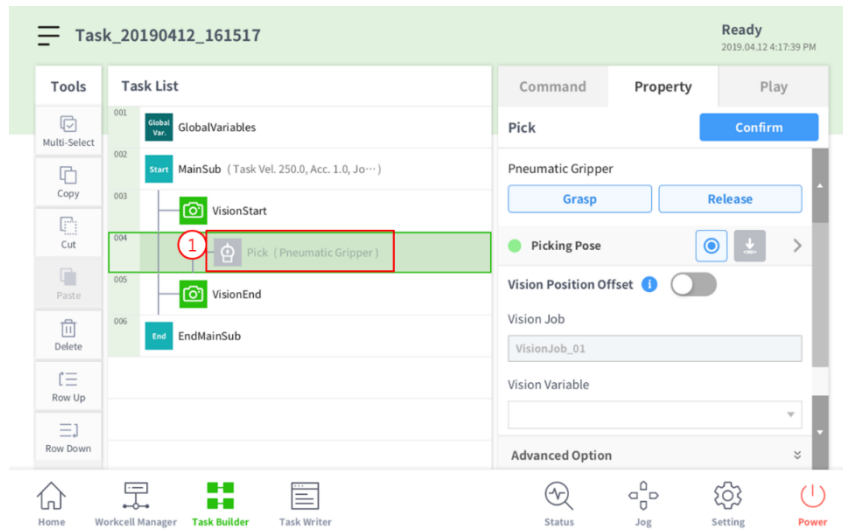 Task_20190412_161517
Ready
2019.04.12 4:17:39 PM
Tools
Multi-Select
Copy
Cut
Paste
Delete
Row Up
Row Down
Task List
001 Global Var. GlobalVariables
002 Start MainSub ( Task Vel. 250.0, Acc. 1.0, Jo··· )
003 VisionStart
004 1 Pick ( Pneumatic Gripper )
005 VisionEnd
006 End EndMainSub
Command Property Play
Pick Confirm
Pneumatic Gripper
Grasp Release
Picking Pose
Vision Position Offset i
Vision Job
VisionJob_01
Vision Variable
Advanced Option
Home Workcell Manager Task Builder Task Writer Status Jog Setting Power